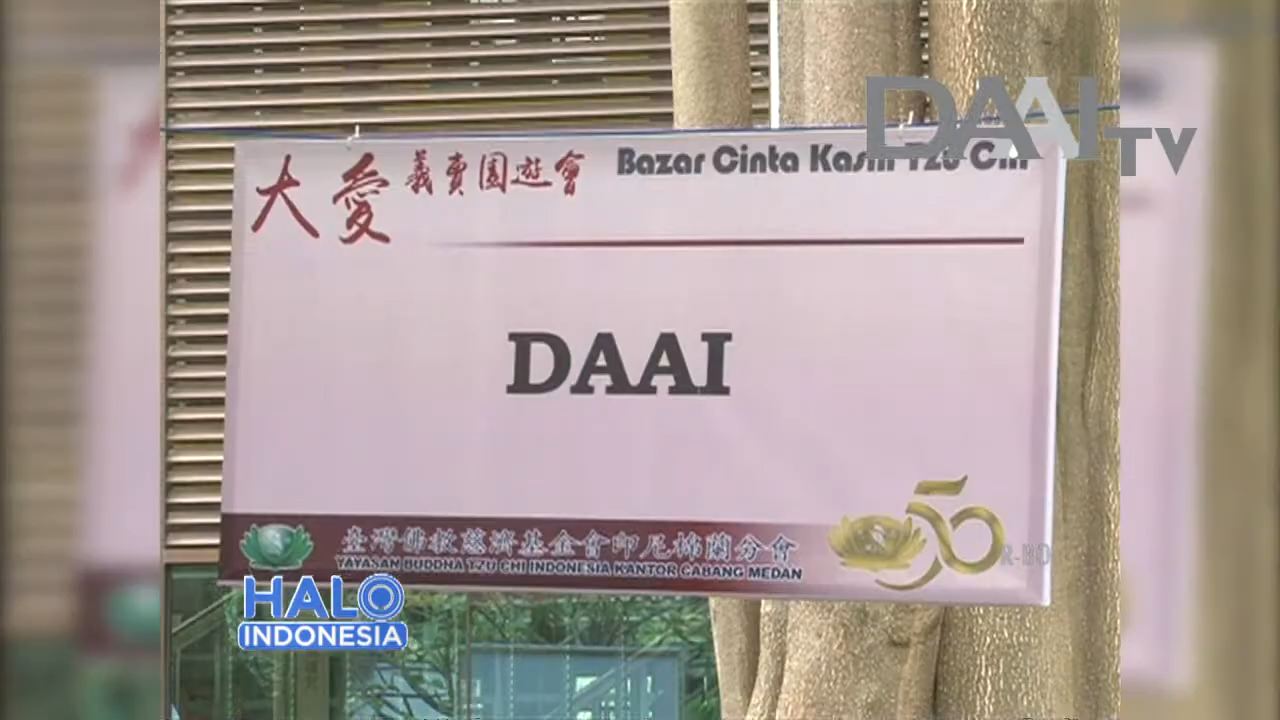 DAAI TV
大愛 義賣園遊會
Bazar Cinta Kasih Tzu Chi
DAAI
50
臺灣佛教慈濟基金會印尼棉蘭分會
YAYASAN BUDDHA TZU CHI INDONESIA KANTOR CABANG MEDAN
HALO
INDONESIA